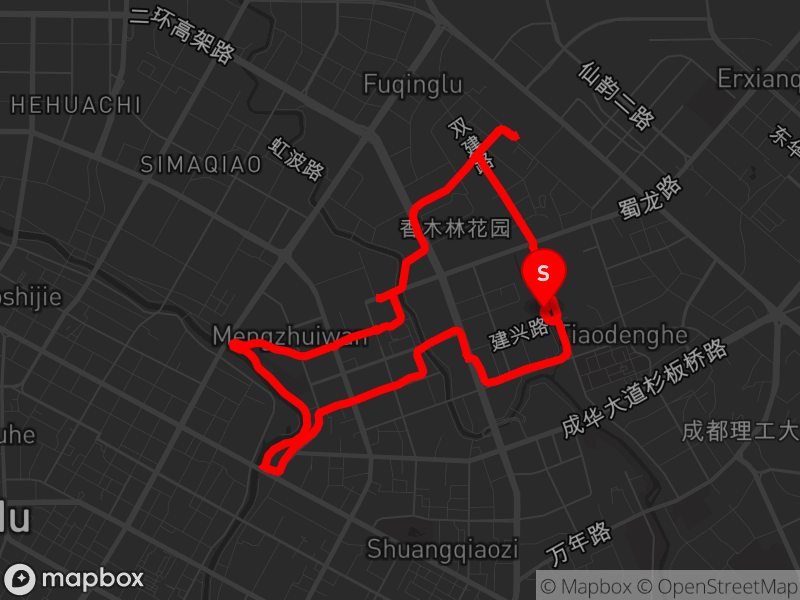 二环高架路
Fuqinglu
仙韵二路
Erxianq
HEHUACHI
双建路
东华
SIMAQIAO
虹波路
蜀龙路
香木林花园
S
oshijie
Mengzhuiwan
建兴路
Tiaodenghe
成华大道杉板桥路
uhe
成都理工大
du
Shuangqiaozi
万年路
mapbox
© Mapbox © OpenStreetMap